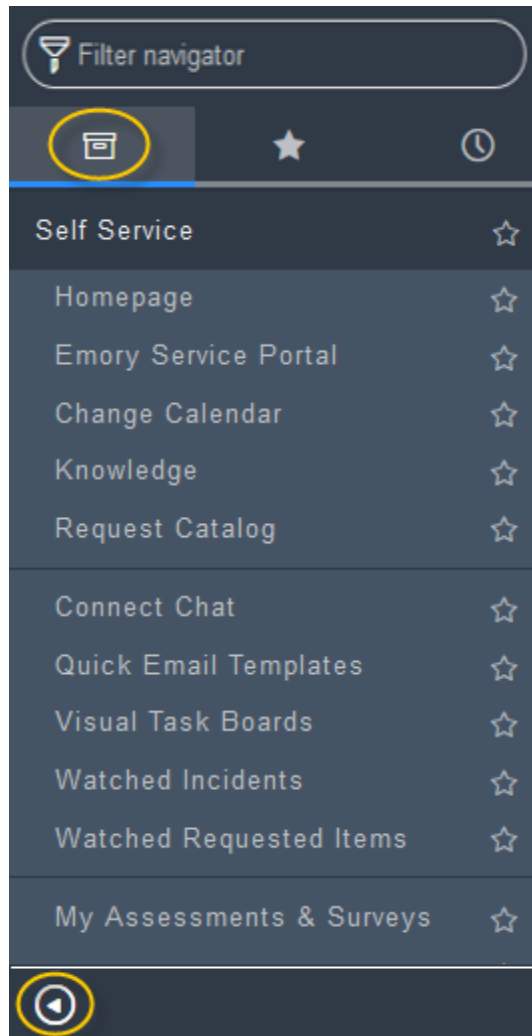 Filter navigator
Self Service
Homepage
Emory Service Portal
Change Calendar
Knowledge
Request Catalog
Connect Chat
Quick Email Templates
Visual Task Boards
Watched Incidents
Watched Requested Items
My Assessments & Surveys